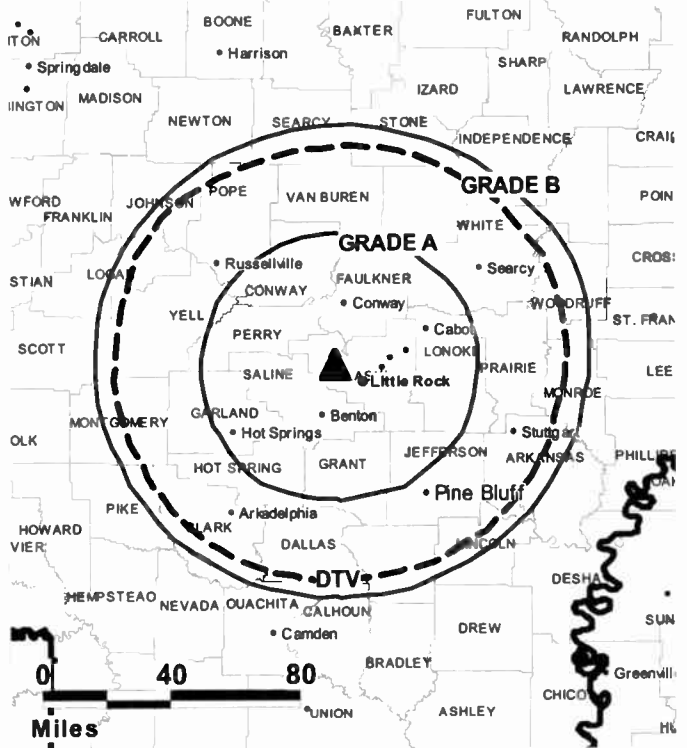 BOONE
FULTON
BAXTER
CARROLL
RANDOLPH
Harrison
SHARP
Springdale
IZARD
LAWRENCE
MADISON
NEWTON
SEARCY
STONE
INDEPENDENCE
GRADE B
POPE
JOHNSON
VAN BUREN
FRANKLIN
WHITE
GRADE A
Russellville
Searcy
FAULKNER
CONWAY
Conway
WOODRUFF
YELL
Cabot
PERRY
SCOTT
LONOKE
SALINE
PRAIRIE
LEE
Little Rock
MONROE
GARLAND
Benton
MONTGOMERY
Hot Springs
Stuttgart
JEFFERSON
ARKANSAS
HOT SPRING
GRANT
Pine Bluff
PIKE
Arkadelphia
CLARK
HOWARD
DALLAS
LINCOLN
DTV
DESHA
HEMPSTEAD
NEVADA
OUACHITA
CALHOUN
Camden
DREW
BRADLEY
0 40 80
Miles
UNION
ASHLEY